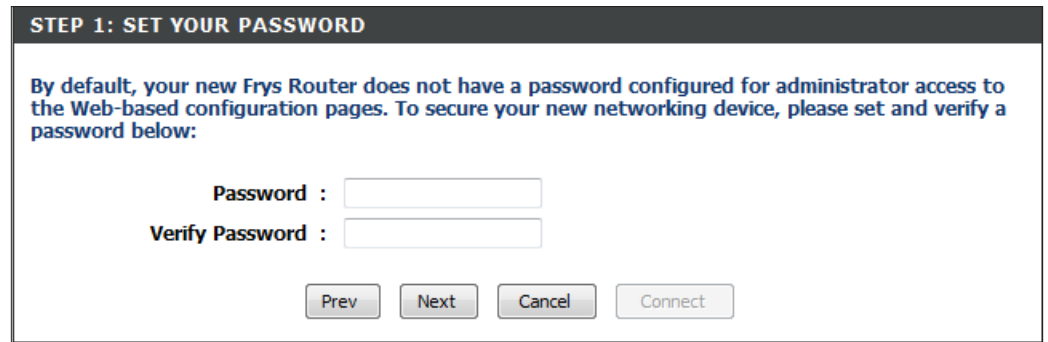 STEP 1: SET YOUR PASSWORD
By default, your new Frys Router does not have a password configured for administrator access to
the Web-based configuration pages. To secure your new networking device, please set and verify a
password below:
Password :
Verify Password :
Prev Next Cancel Connect